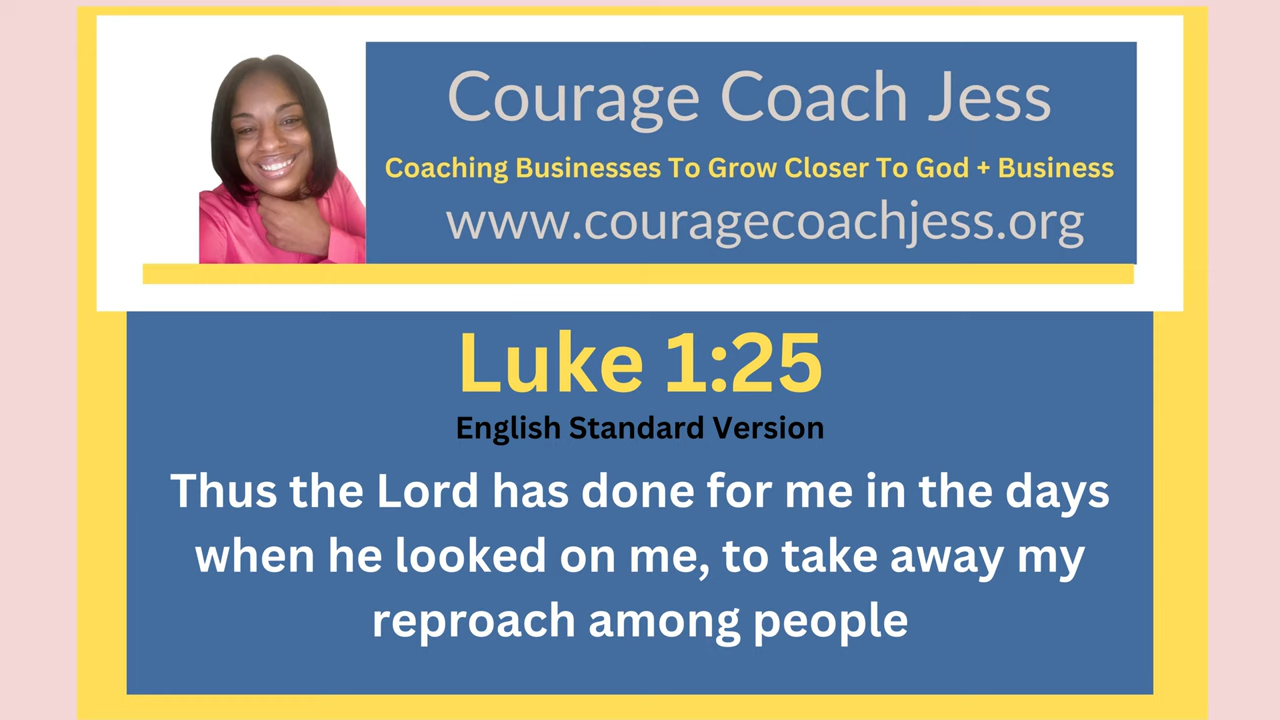 Courage Coach Jess
Coaching Businesses To Grow Closer To God + Business
www.couragecoachjess.org
Luke 1:25
English Standard Version
Thus the Lord has done for me in the days
when he looked on me, to take away my
reproach among people